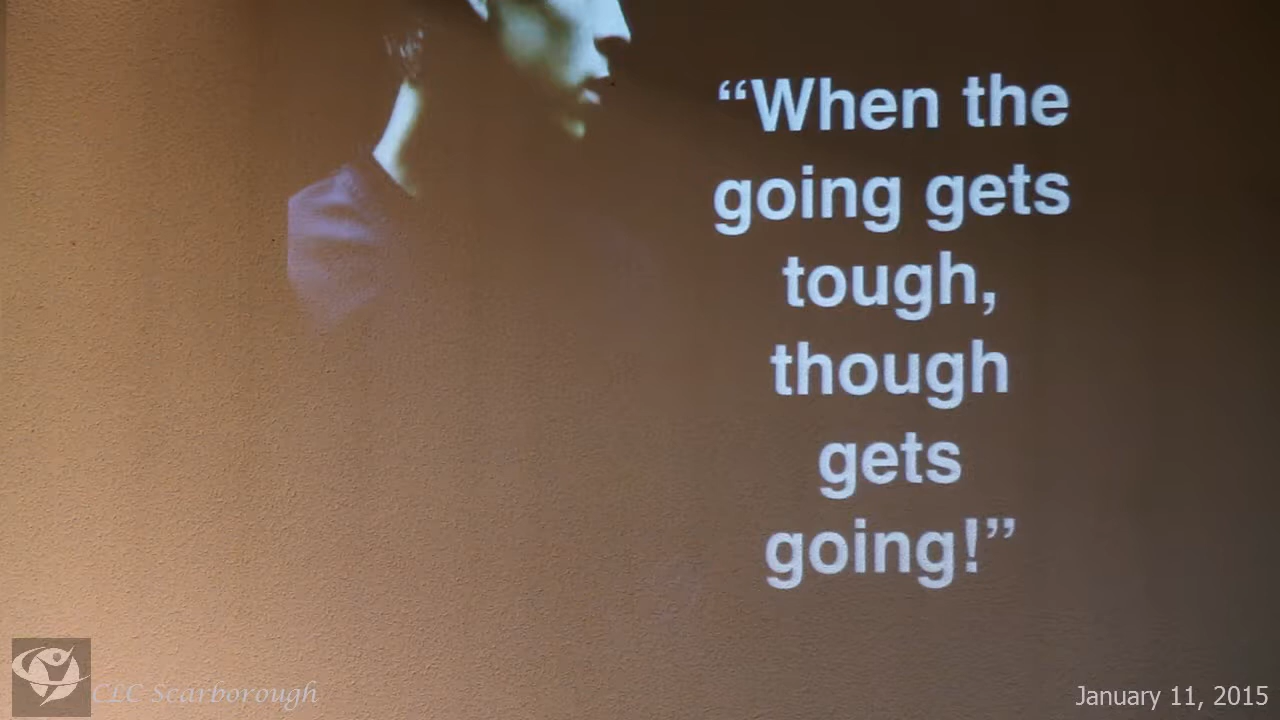 “When the
going gets
tough,
though
gets
going!”
CLC Scarborough
January 11, 2015